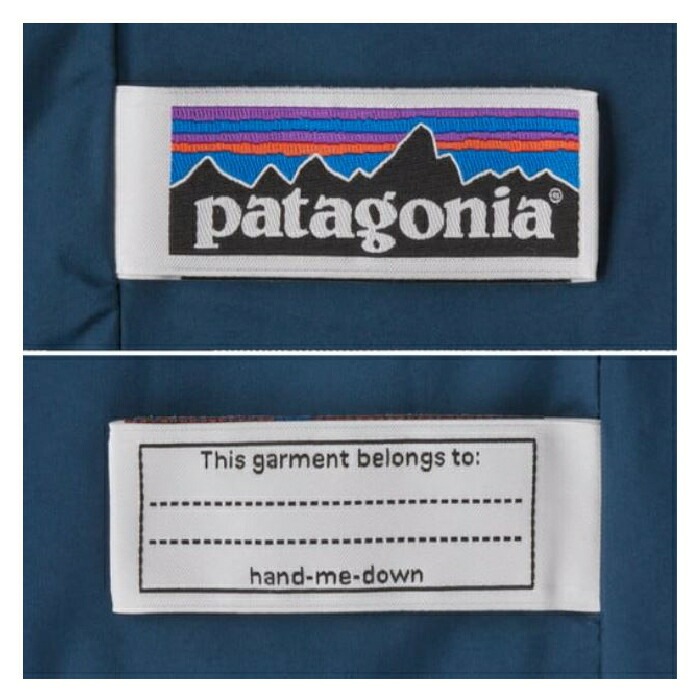 patagonia®
This garment belongs to:
hand-me-down